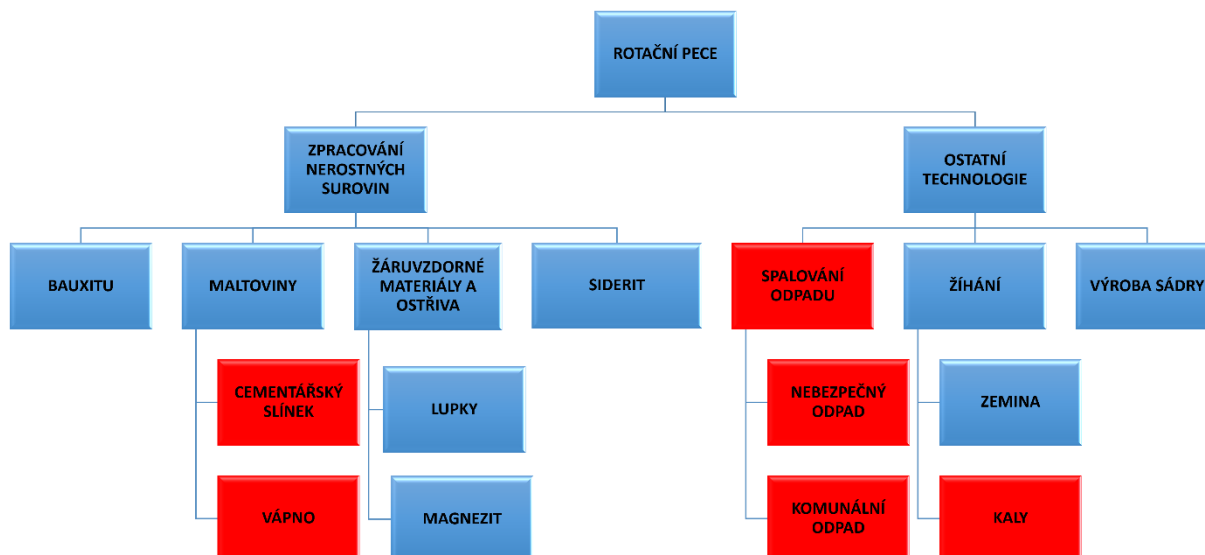 ROTAČNÍ PECE
ZPRACOVÁNÍ
NEROSTNÝCH
SUROVIN
OSTATNÍ
TECHNOLOGIE
BAUXITU
MALTOVINY
ŽÁRUVZDORNÉ
MATERIÁLY A
OSTŘIVA
SIDERIT
SPALOVÁNÍ
ODPADU
ŽÍHÁNÍ
VÝROBA SÁDRY
CEMENTÁŘSKÝ
SLÍNEK
LUPKY
NEBEZPEČNÝ
ODPAD
ZEMINA
VÁPNO
MAGNEZIT
KOMUNÁLNÍ
ODPAD
KALY